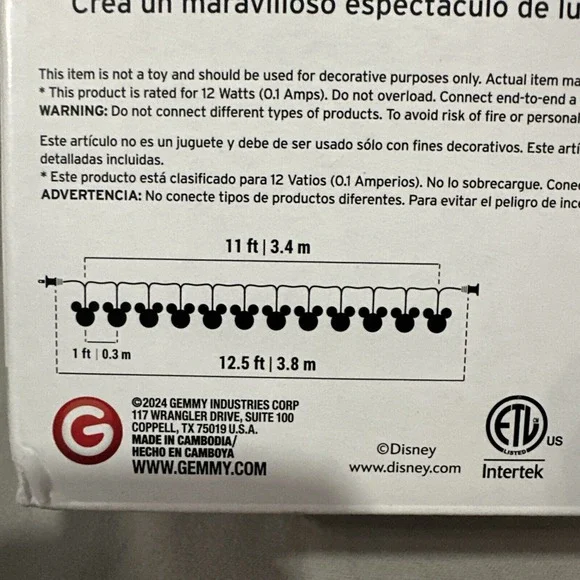 Crea un maravilloso espectáculo de lu
This item is not a toy and should be used for decorative purposes only. Actual item ma
* This product is rated for 12 Watts (0.1 Amps). Do not overload. Connect end-to-end a
WARNING: Do not connect different types of products. To avoid risk of fire or personal
Este artículo no es un juguete y debe de ser usado sólo con fines decorativos. Este artí
detalladas incluidas.
* Este producto está clasificado para 12 Vatios (0.1 Amperios). No lo sobrecargue. Cone
ADVERTENCIA: No conecte tipos de productos diferentes. Para evitar el peligro de ince
11 ft | 3.4 m
1 ft | 0.3 m
12.5 ft | 3.8 m
G
©2024 GEMMY INDUSTRIES CORP
117 WRANGLER DRIVE, SUITE 100
COPPELL, TX 75019 U.S.A.
MADE IN CAMBODIA/
HECHO EN CAMBOYA
WWW.GEMMY.COM
©Disney
www.disney.com
ETL
LISTED
US
Intertek